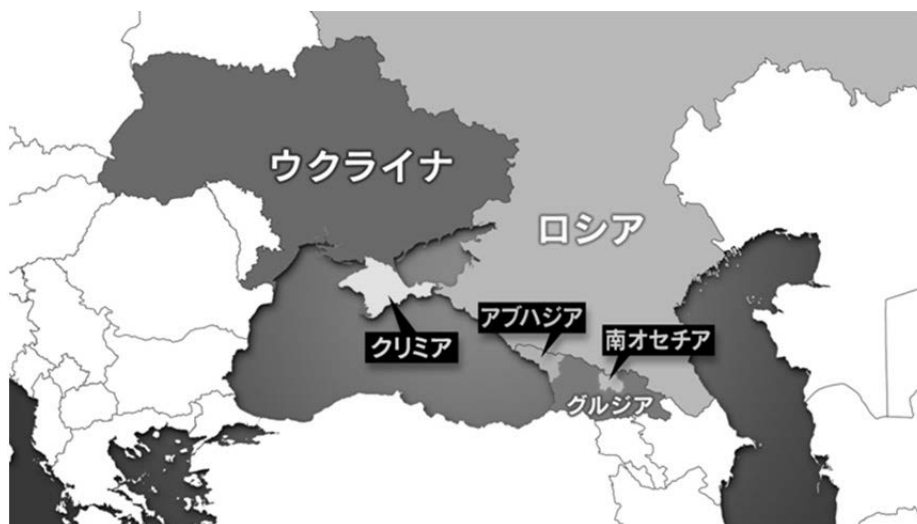 ウクライナ
ロシア
アブハジア
南オセチア
クリミア
グルジア